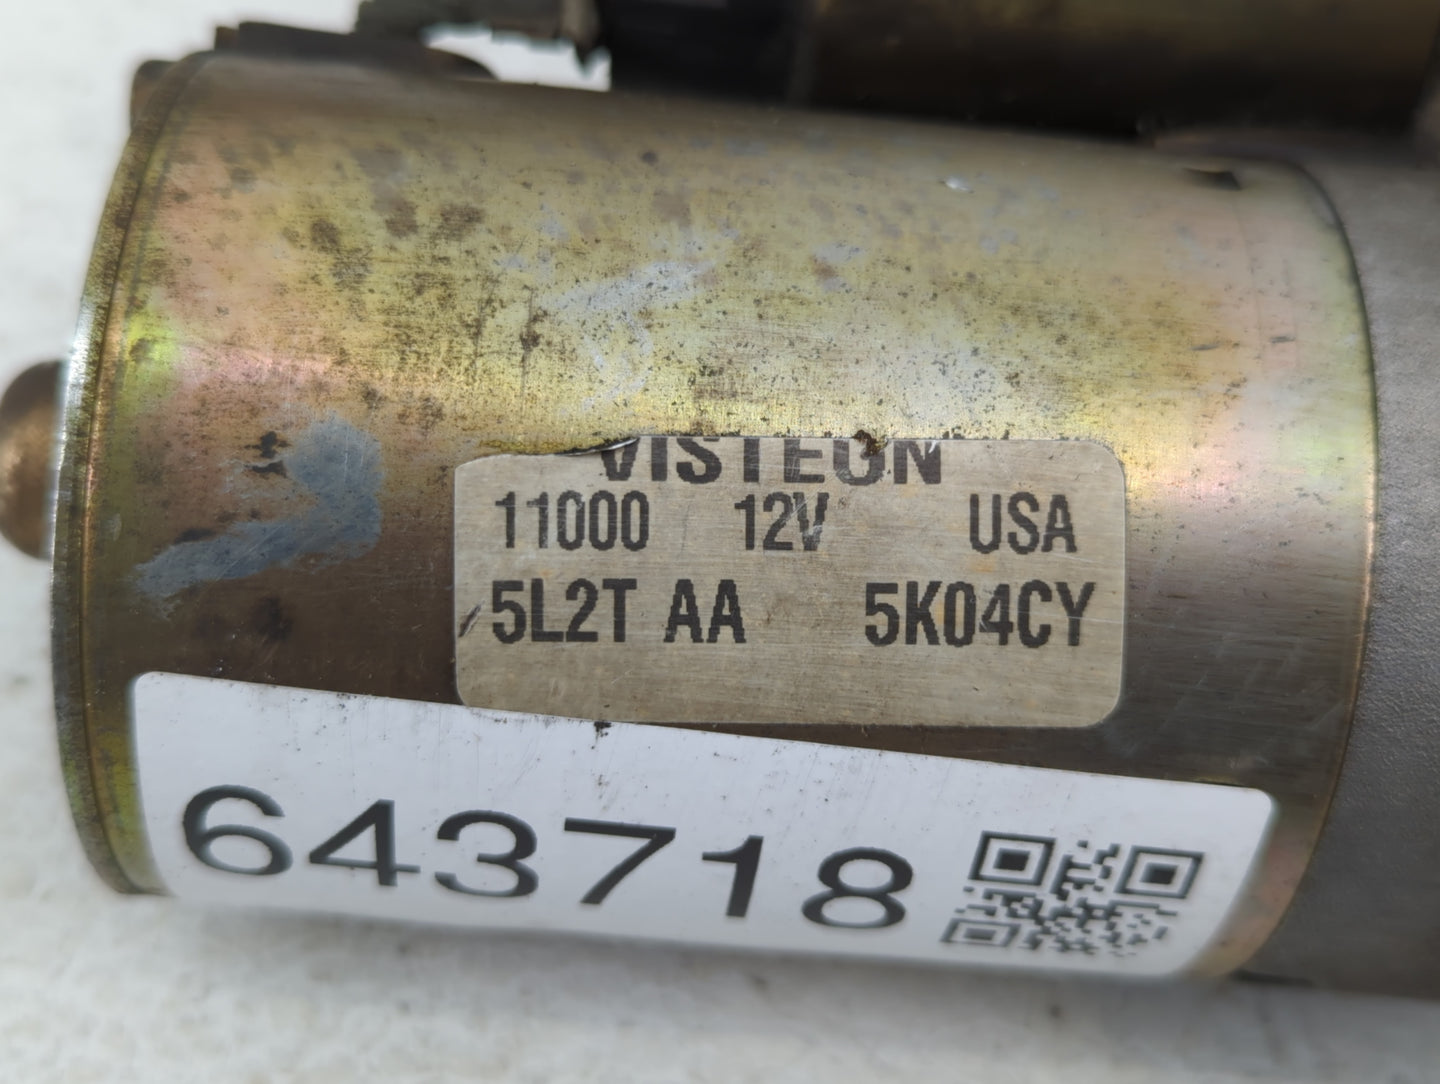 VISTEON
11000 12V USA
5L2T AA 5K04CY
643718